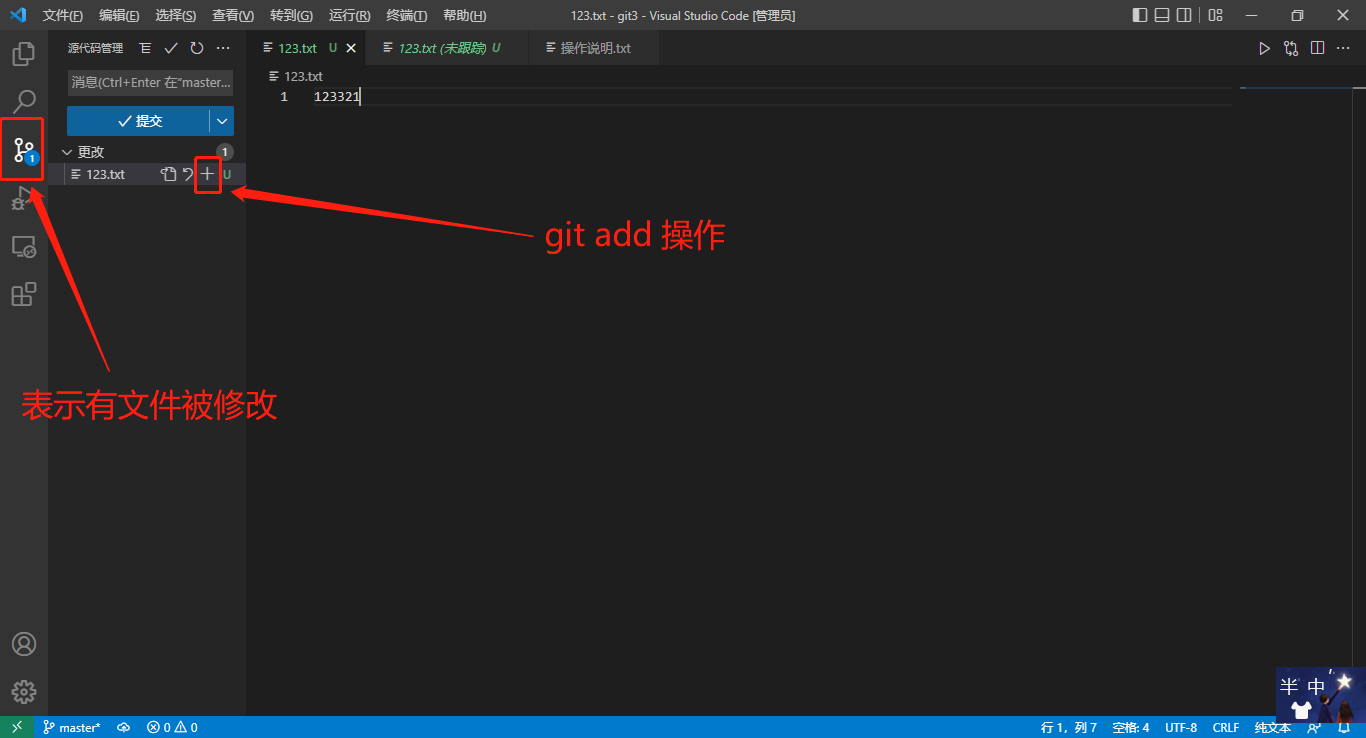 文件(F) 编辑(E) 选择(S) 查看(V) 转到(G) 运行(R) 终端(T) 帮助(H) 123.txt - git3 - Visual Studio Code [管理员]
源代码管理
123.txt U
123.txt (未跟踪) U
操作说明.txt
消息(Ctrl+Enter 在"master...
提交
更改 1
123.txt U
123.txt
1 123321
1
git add 操作
表示有文件被修改
半 中
master* 0 0 行 1，列 7 空格: 4 UTF-8 CRLF 纯文本